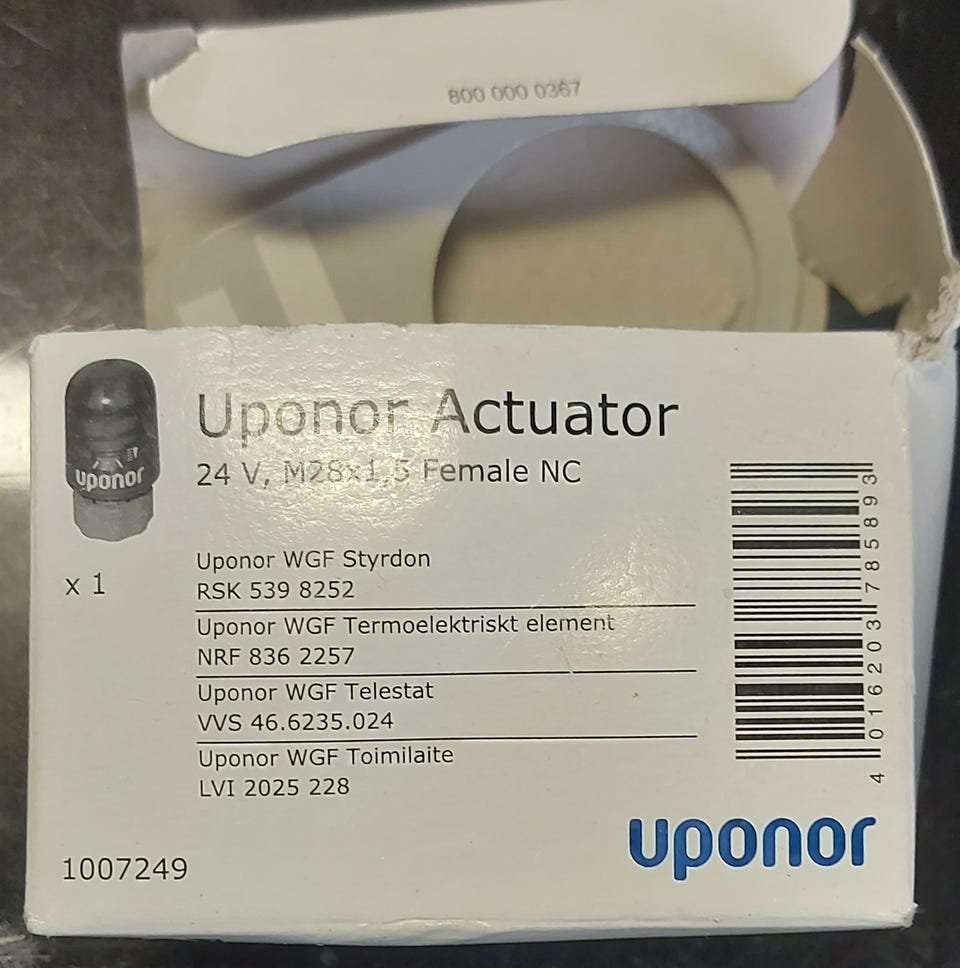 800 000 0367
Uponor Actuator
24 V, M28x1,5 Female NC
uponor
x 1
Uponor WGF Styrdon
RSK 539 8252
Uponor WGF Termoelektriskt element
NRF 836 2257
Uponor WGF Telestat
VVS 46.6235.024
Uponor WGF Toimilaite
LVI 2025 228
4 016203 785893
uponor
1007249